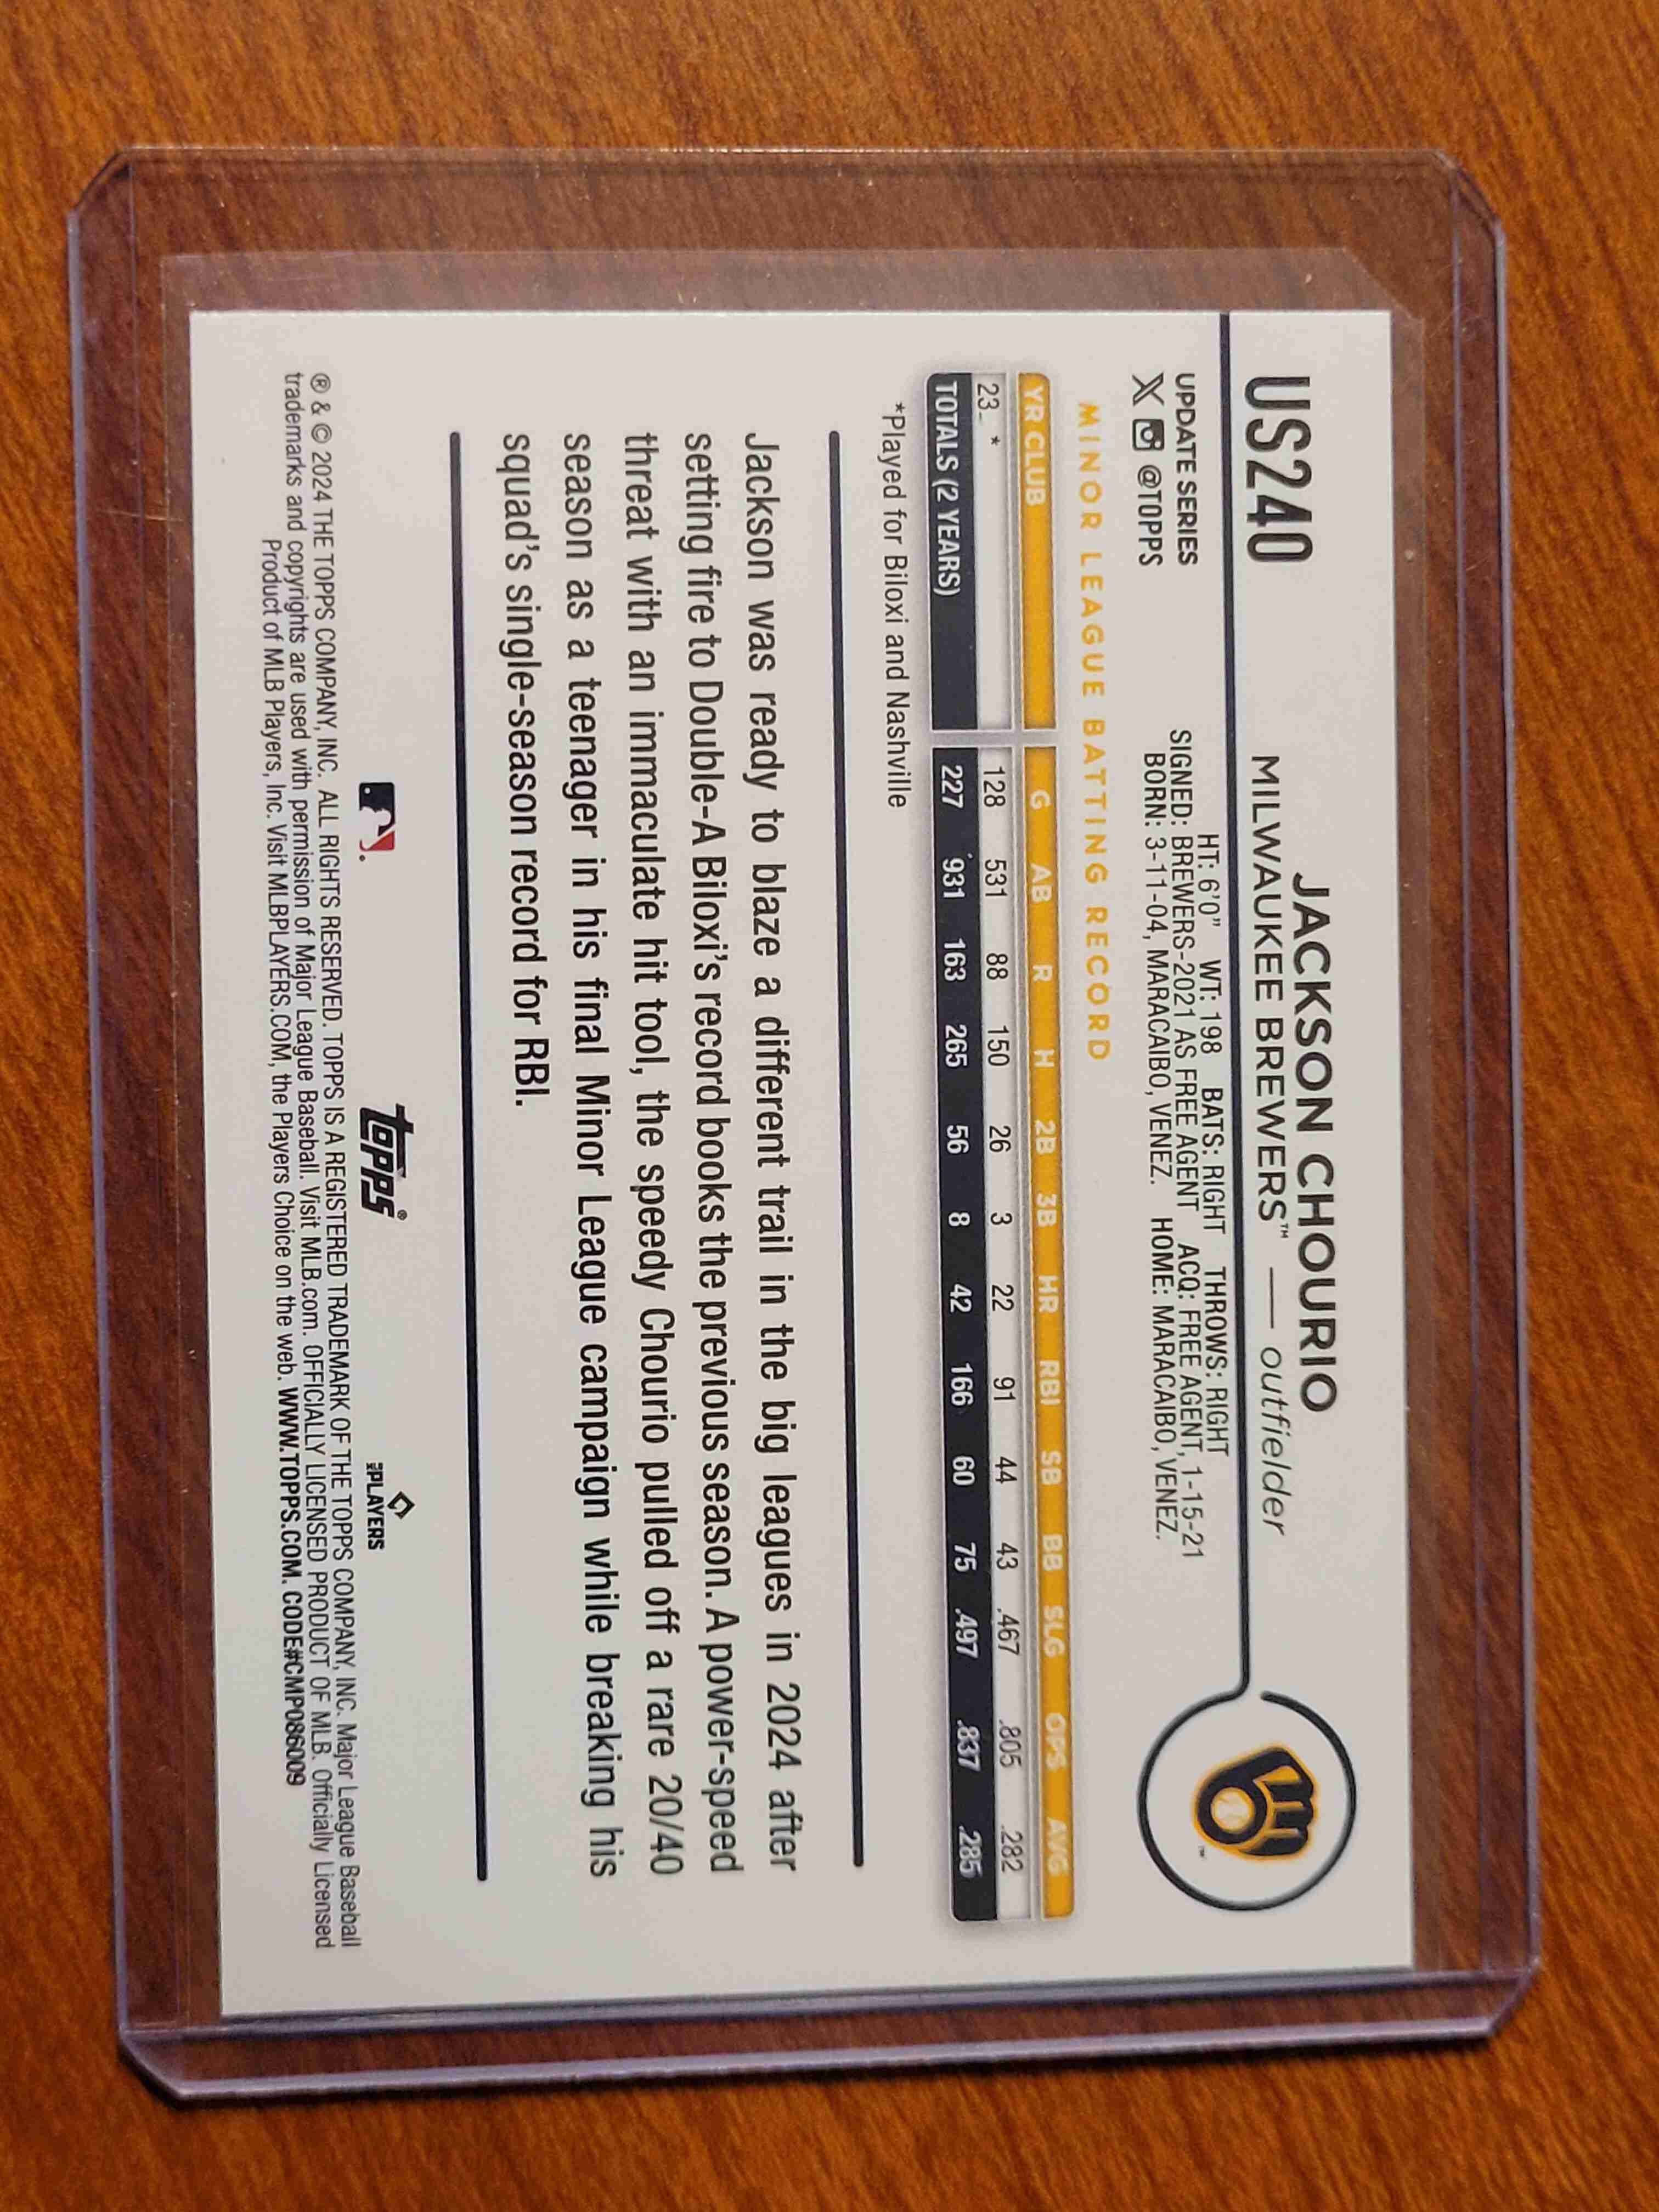 US240
JACKSON CHOURIO
MILWAUKEE BREWERS™ — outfielder
UPDATE SERIES
X @TOPPS
HT: 6'0" WT: 198 BATS: RIGHT THROWS: RIGHT
SIGNED: BREWERS-2021 AS FREE AGENT ACQ: FREE AGENT, 1-15-21
BORN: 3-11-04, MARACAIBO, VENEZ. HOME: MARACAIBO, VENEZ.
MINOR LEAGUE BATTING RECORD
YR CLUB G AB R H 2B 3B HR RBI SB BB SLG OPS AVG
23 * 128 531 88 150 26 3 22 91 44 43 .467 .805 .282
TOTALS (2 YEARS) 227 931 163 265 56 8 42 166 60 75 .497 .837 .285
*Played for Biloxi and Nashville
Jackson was ready to blaze a different trail in the big leagues in 2024 after
setting fire to Double-A Biloxi's record books the previous season. A power-speed
threat with an immaculate hit tool, the speedy Chourio pulled off a rare 20/40
season as a teenager in his final Minor League campaign while breaking his
squad's single-season record for RBI.
topps®
MLB PLAYERS
® & © 2024 THE TOPPS COMPANY, INC. ALL RIGHTS RESERVED. TOPPS IS A REGISTERED TRADEMARK OF THE TOPPS COMPANY, INC. Major League Baseball
trademarks and copyrights are used with permission of Major League Baseball. Visit MLB.com. OFFICIALLY LICENSED PRODUCT OF MLB. Officially Licensed
Product of MLB Players, Inc. Visit MLBPLAYERS.COM, the Players Choice on the web. WWW.TOPPS.COM. CODE#CMP086009